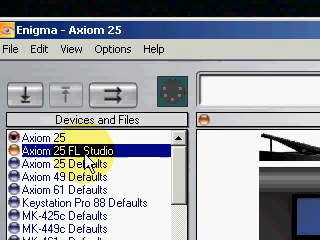 Enigma - Axiom 25
File Edit View Options Help
Devices and Files
Axiom 25
Axiom 25 FL Studio
Axiom 25 Defaults
Axiom 49 Defaults
Axiom 61 Defaults
Keystation Pro 88 Defaults
MK-425c Defaults
MK-449c Defaults